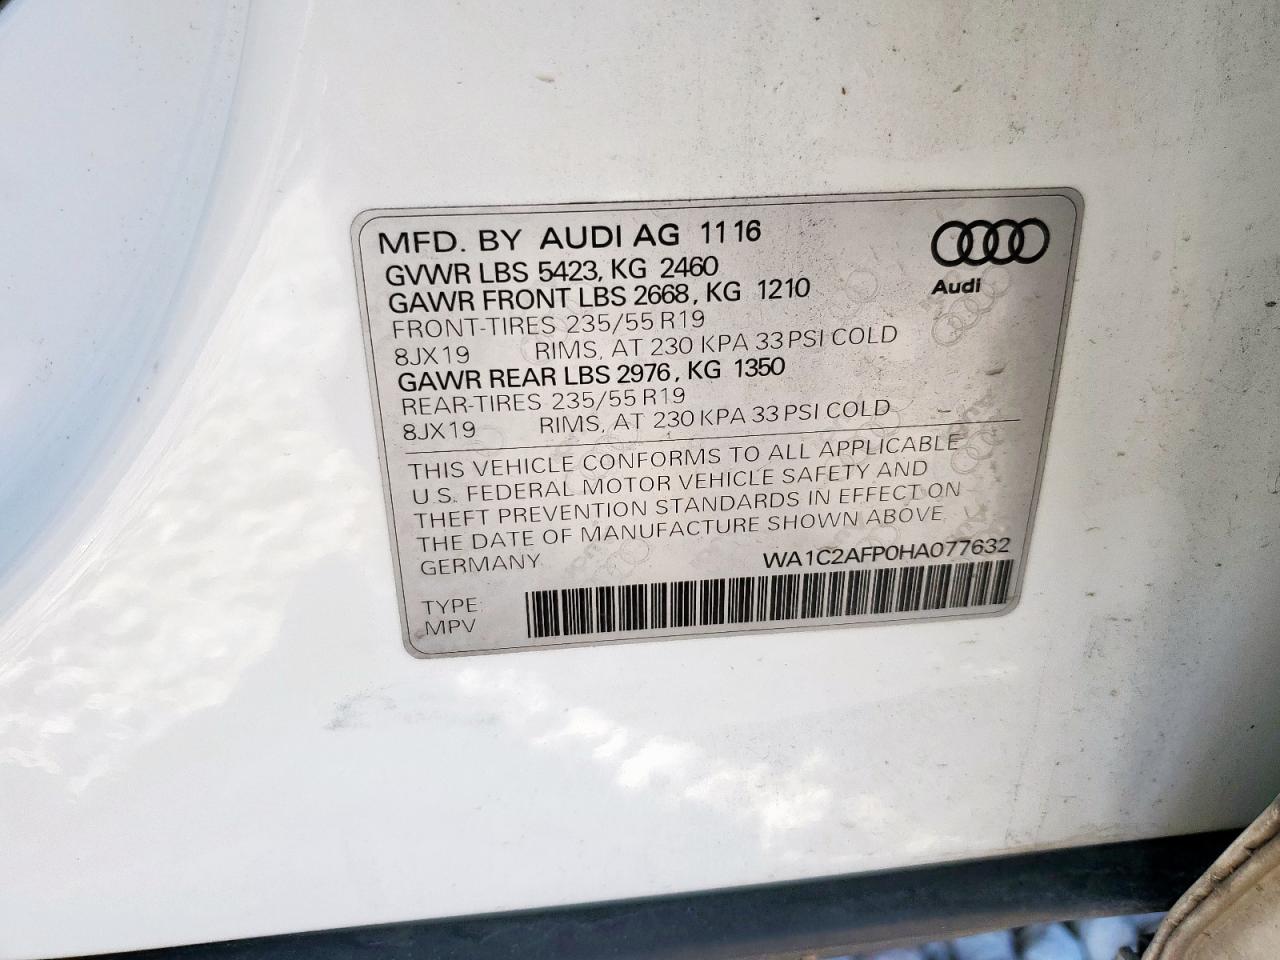 MFD. BY AUDI AG 11 16
GVWR LBS 5423, KG 2460
GAWR FRONT LBS 2668, KG 1210
FRONT-TIRES 235/55 R19
8JX19 RIMS, AT 230 KPA 33 PSI COLD
GAWR REAR LBS 2976, KG 1350
REAR-TIRES 235/55 R19
8JX19 RIMS, AT 230 KPA 33 PSI COLD
Audi
THIS VEHICLE CONFORMS TO ALL APPLICABLE
U.S. FEDERAL MOTOR VEHICLE SAFETY AND
THEFT PREVENTION STANDARDS IN EFFECT ON
THE DATE OF MANUFACTURE SHOWN ABOVE.
GERMANY WA1C2AFP0HA077632
TYPE:
MPV